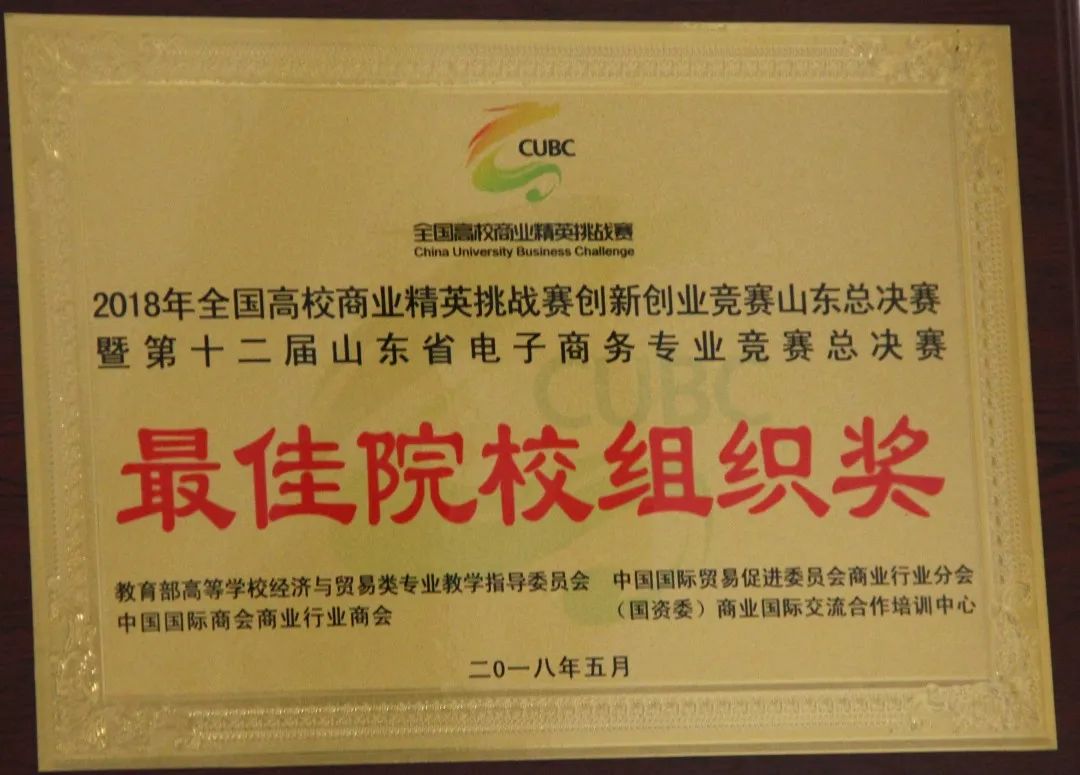 CUBC
全国高校商业精英挑战赛
China University Business Challenge
2018年全国高校商业精英挑战赛创新创业竞赛山东总决赛
暨第十二届山东省电子商务专业竞赛总决赛
CUBC
最佳院校组织奖
教育部高等学校经济与贸易类专业教学指导委员会 中国国际贸易促进委员会商业行业分会
中国国际商会商业行业商会 （国资委）商业国际交流合作培训中心
二0一八年五月